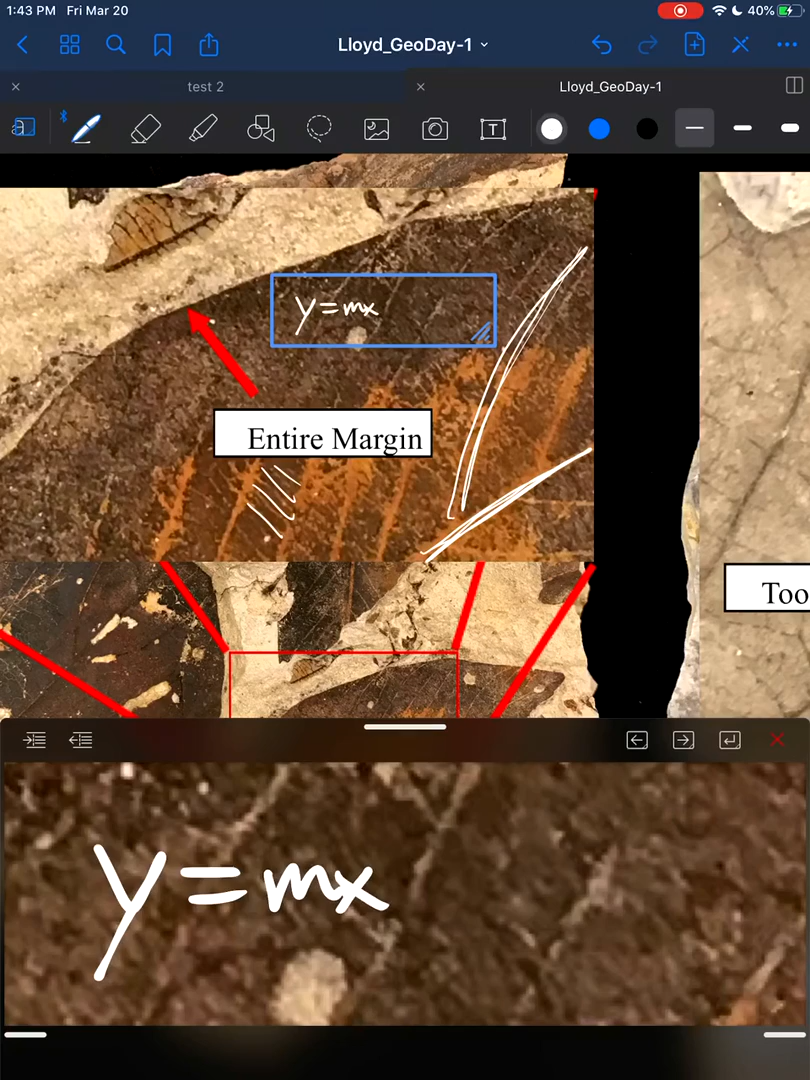 1:43 PM Fri Mar 20
40%
Lloyd_GeoDay-1
test 2
Lloyd_GeoDay-1
a
T
y=mx
Entire Margin
Too
y=mx